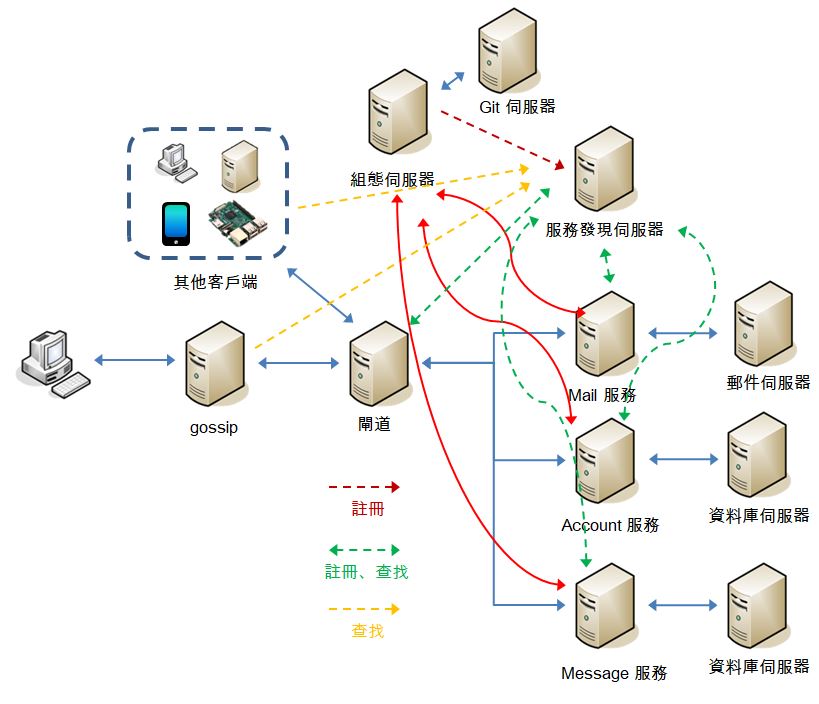 Git 伺服器
組態伺服器
服務發現伺服器
其他客戶端
郵件伺服器
Mail 服務
gossip
閘道
註冊
資料庫伺服器
Account 服務
註冊、查找
查找
資料庫伺服器
Message 服務